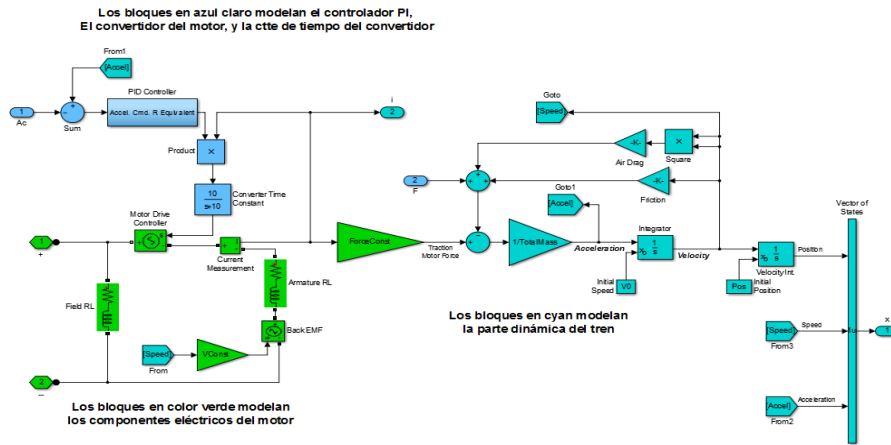 Los bloques en azul claro modelan el controlador PI,
El convertidor del motor, y la ctte de tiempo del convertidor
From1
[Accel]
PID Controller
1
Ac
Sum
Accel. Cmd. R Equivalent
i
2
Goto
[Speed]
Product
×
-K-
Air Drag
×
Square
2
F
-K-
Friction
10
s+10
Converter Time
Constant
Goto1
[Accel]
Vector of
States
Motor Drive
Controller
1
+
Current
Measurement
ForceConst
Traction
Motor Force
1/TotalMass
Acceleration
Integrator
1
s
xo
Velocity
1
s
xo
Velocity Int.
Position
Initial
Speed
V0
Pos
Initial
Position
Armature RL
Field RL
Los bloques en cyan modelan
la parte dinámica del tren
Back EMF
[Speed]
From
VConst
[Speed]
From3
Speed
x
1
2
–
Los bloques en color verde modelan
los componentes eléctricos del motor
[Accel]
From2
Acceleration